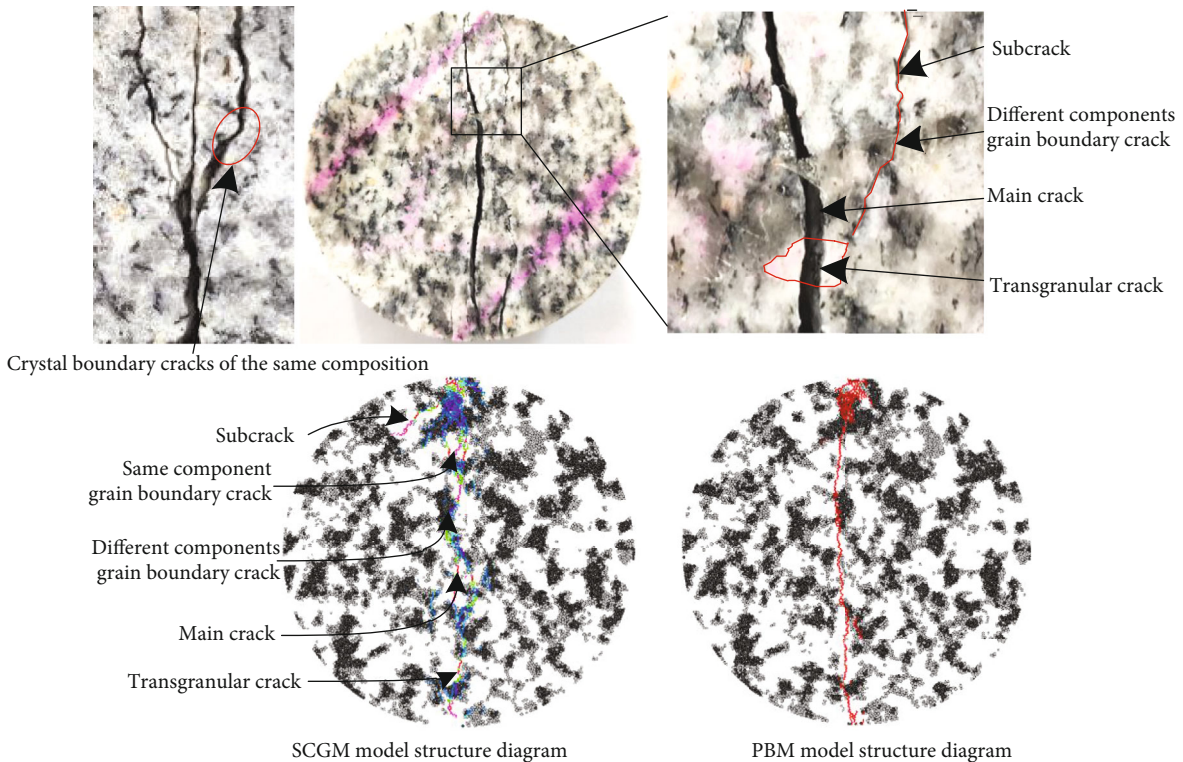 Subcrack
Different components
grain boundary crack
Main crack
Transgranular crack
Crystal boundary cracks of the same composition
Subcrack
Same component
grain boundary crack
Different components
grain boundary crack
Main crack
Transgranular crack
SCGM model structure diagram
PBM model structure diagram